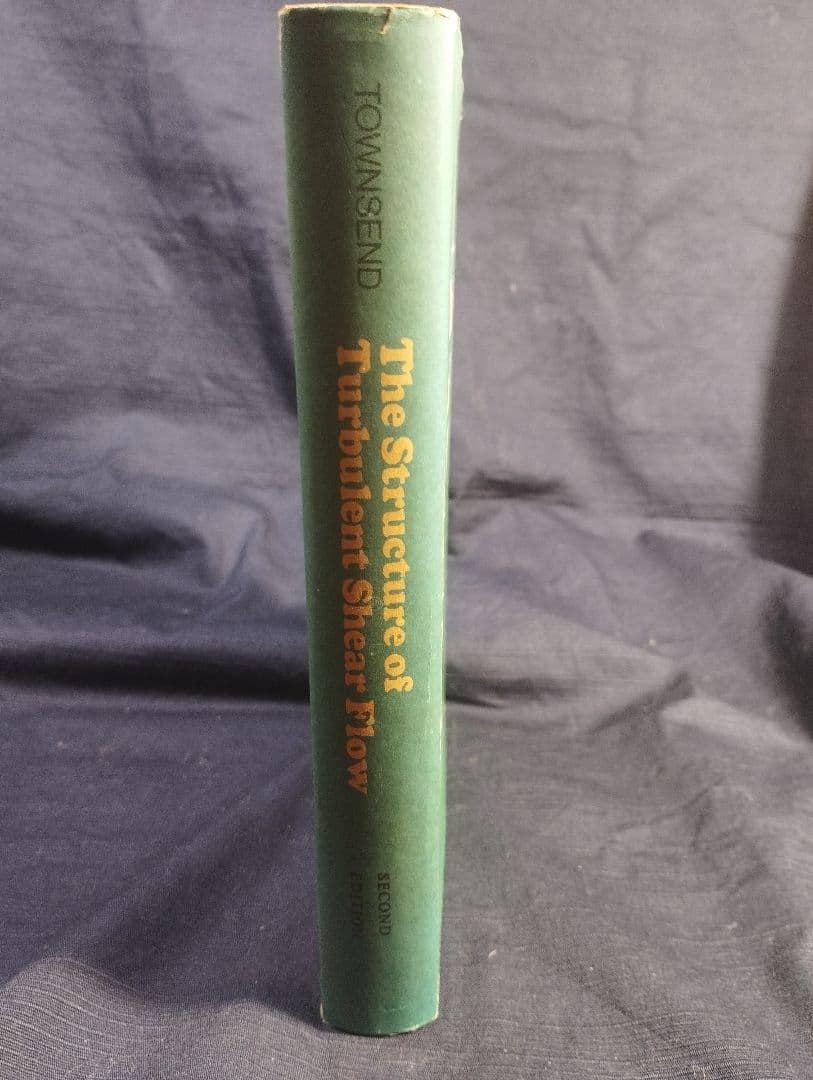 TOWNSEND
The Structure of
Turbulent Shear Flow
SECOND
EDITION